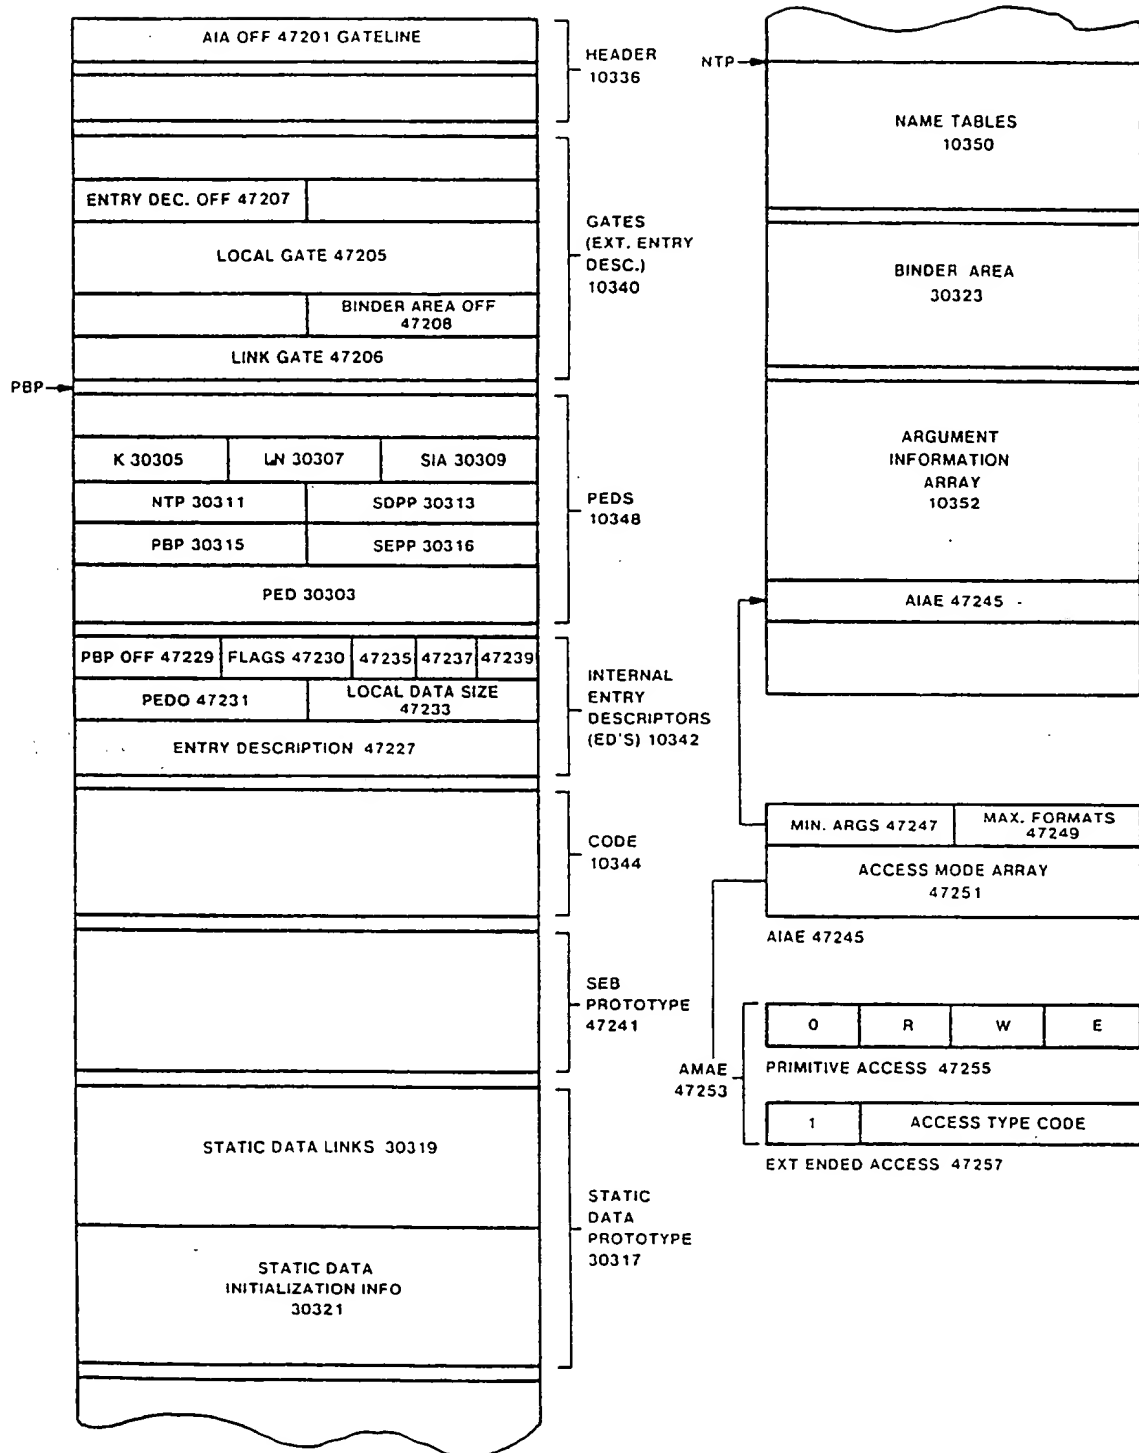 AIA OFF 47201 GATELINE
HEADER
10336
ENTRY DEC. OFF 47207
LOCAL GATE 47205
BINDER AREA OFF
47208
LINK GATE 47206
GATES
(EXT. ENTRY
DESC.)
10340
PBP
K 30305
LN 30307
SIA 30309
NTP 30311
SDPP 30313
PBP 30315
SEPP 30316
PED 30303
PEDS
10348
PBP OFF 47229
FLAGS 47230
47235
47237
47239
PEDO 47231
LOCAL DATA SIZE
47233
ENTRY DESCRIPTION 47227
INTERNAL
ENTRY
DESCRIPTORS
(ED'S) 10342
CODE
10344
SEB
PROTOTYPE
47241
STATIC DATA LINKS 30319
STATIC DATA
INITIALIZATION INFO
30321
STATIC
DATA
PROTOTYPE
30317
NTP
NAME TABLES
10350
BINDER AREA
30323
ARGUMENT
INFORMATION
ARRAY
10352
AIAE 47245
MIN. ARGS 47247
MAX. FORMATS
47249
ACCESS MODE ARRAY
47251
AIAE 47245
AMAE
47253
O
R
W
E
PRIMITIVE ACCESS 47255
1
ACCESS TYPE CODE
EXT ENDED ACCESS 47257